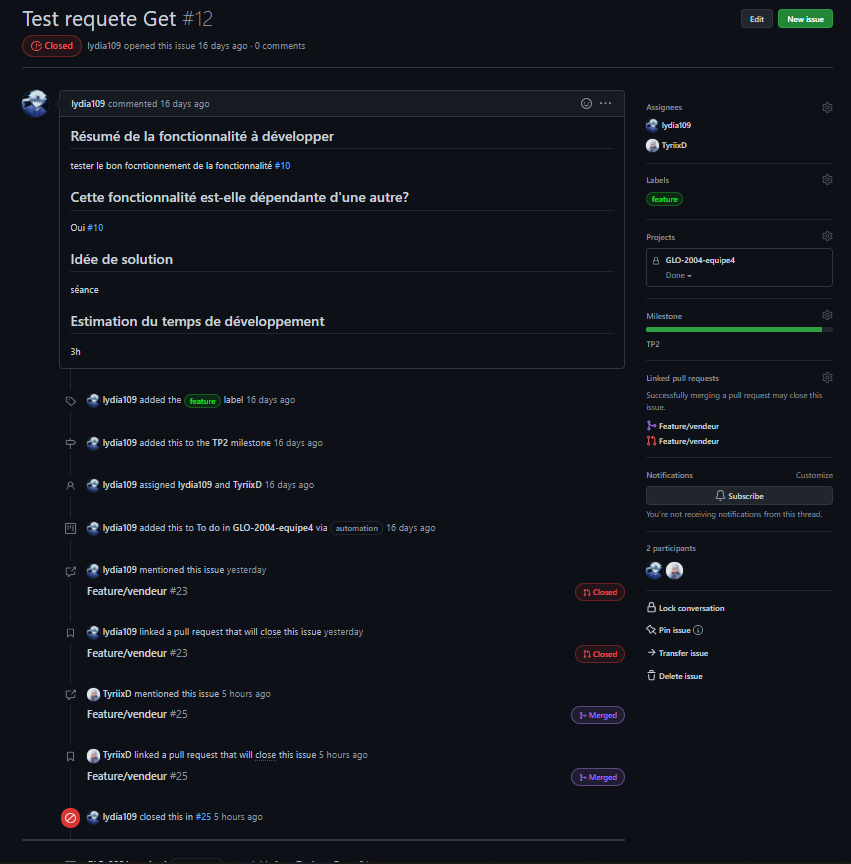 Test requete Get #12
Edit
New issue
Closed
lydia109 opened this issue 16 days ago · 0 comments
lydia109 commented 16 days ago
Résumé de la fonctionnalité à développer
tester le bon focntionnement de la fonctionnalité #10
Cette fonctionnalité est-elle dépendante d'une autre?
Oui #10
Idée de solution
séance
Estimation du temps de développement
3h
lydia109 added the feature label 16 days ago
lydia109 added this to the TP2 milestone 16 days ago
lydia109 assigned lydia109 and TyriixD 16 days ago
lydia109 added this to To do in GLO-2004-equipe4 via automation 16 days ago
lydia109 mentioned this issue yesterday
Feature/vendeur #23
Closed
lydia109 linked a pull request that will close this issue yesterday
Feature/vendeur #23
Closed
TyriixD mentioned this issue 5 hours ago
Feature/vendeur #25
Merged
TyriixD linked a pull request that will close this issue 5 hours ago
Feature/vendeur #25
Merged
lydia109 closed this in #25 5 hours ago
Assignees
lydia109
TyriixD
Labels
feature
Projects
GLO-2004-equipe4
Done
Milestone
TP2
Linked pull requests
Successfully merging a pull request may close this
issue.
Feature/vendeur
Feature/vendeur
Notifications
Customize
Subscribe
You're not receiving notifications from this thread.
2 participants
Lock conversation
Pin issue
Transfer issue
Delete issue